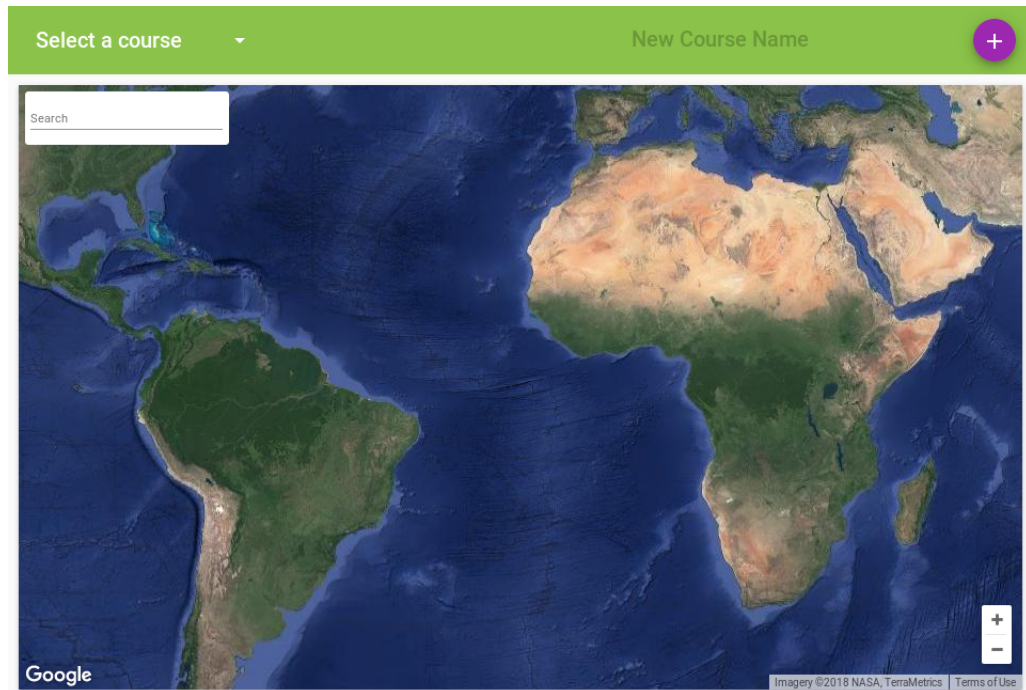 Select a course
New Course Name
+
Search
+
−
Google
Imagery ©2018 NASA, TerraMetrics
Terms of Use